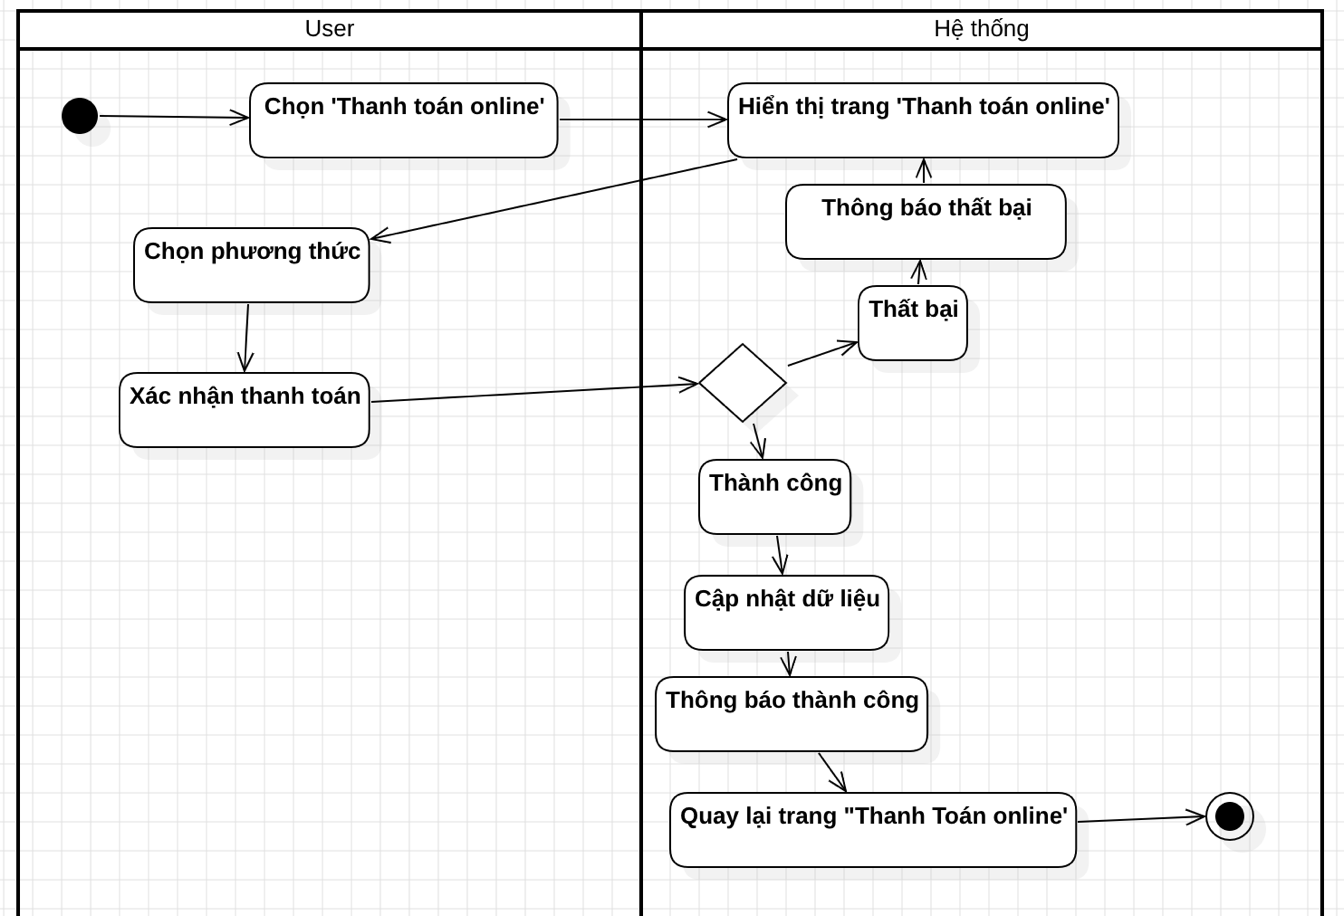 User
Hệ thống
Chọn 'Thanh toán online'
Hiển thị trang 'Thanh toán online'
Thông báo thất bại
Chọn phương thức
Thất bại
Xác nhận thanh toán
Thành công
Cập nhật dữ liệu
Thông báo thành công
Quay lại trang "Thanh Toán online'